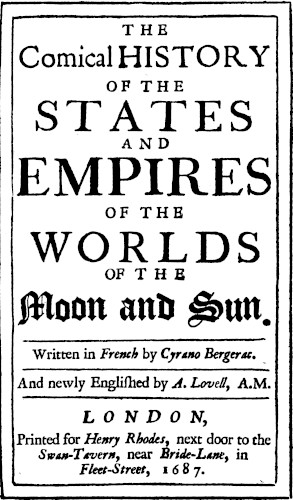 THE
Comical HISTORY
OF THE
STATES
AND
EMPIRES
OF THE
WORLDS
OF THE
Moon and Sun.
Written in French by Cyrano Bergerac.
And newly Engliſhed by A. Lovell, A.M.
LONDON,
Printed for Henry Rhodes, next door to the
Swan-Tavern, near Bride-Lane, in
Fleet-Street, 1687.